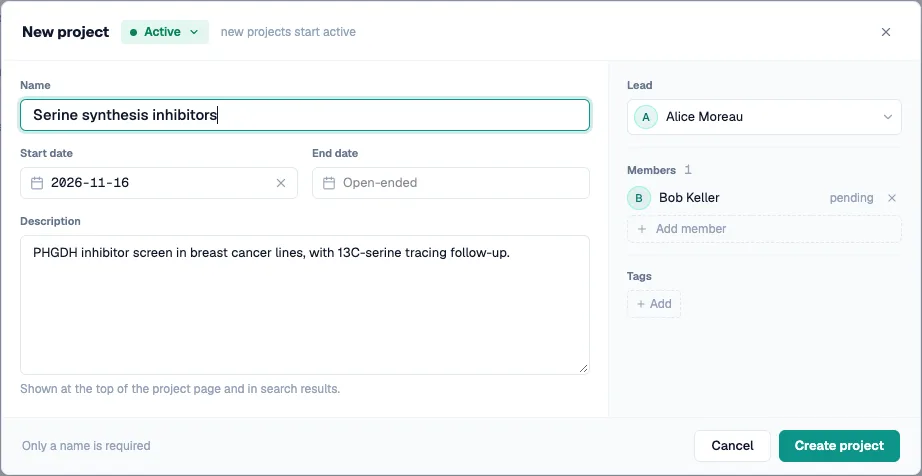 New project Active new projects start active
Name
Serine synthesis inhibitors
Start date End date
2026-11-16 Open-ended
Description
PHGDH inhibitor screen in breast cancer lines, with 13C-serine tracing follow-up.
Shown at the top of the project page and in search results.
Lead
A Alice Moreau
Members 1
B Bob Keller pending
+ Add member
Tags
+ Add
Only a name is required
Cancel Create project